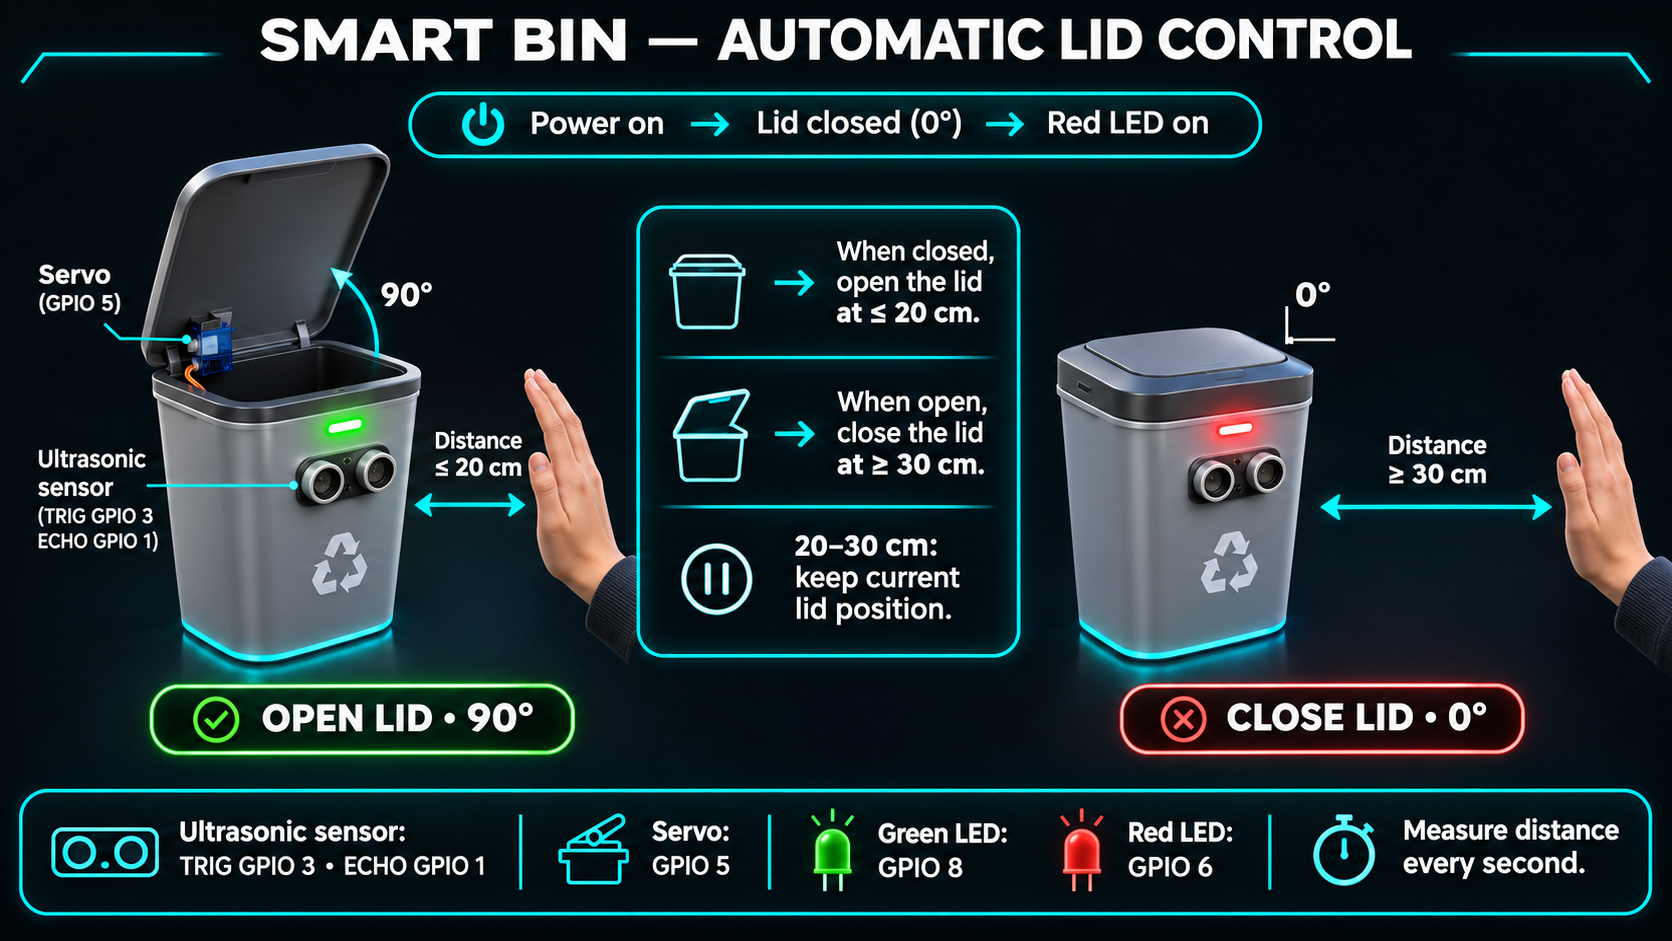 SMART BIN — AUTOMATIC LID CONTROL
Power on → Lid closed (0°) → Red LED on
Servo
(GPIO 5)
90°
Ultrasonic
sensor
(TRIG GPIO 3
ECHO GPIO 1)
Distance
≤ 20 cm
When closed,
open the lid
at ≤ 20 cm.
When open,
close the lid
at ≥ 30 cm.
20–30 cm:
keep current
lid position.
0°
Distance
≥ 30 cm
OPEN LID • 90°
CLOSE LID • 0°
Ultrasonic sensor:
TRIG GPIO 3 • ECHO GPIO 1
Servo:
GPIO 5
Green LED:
GPIO 8
Red LED:
GPIO 6
Measure distance
every second.